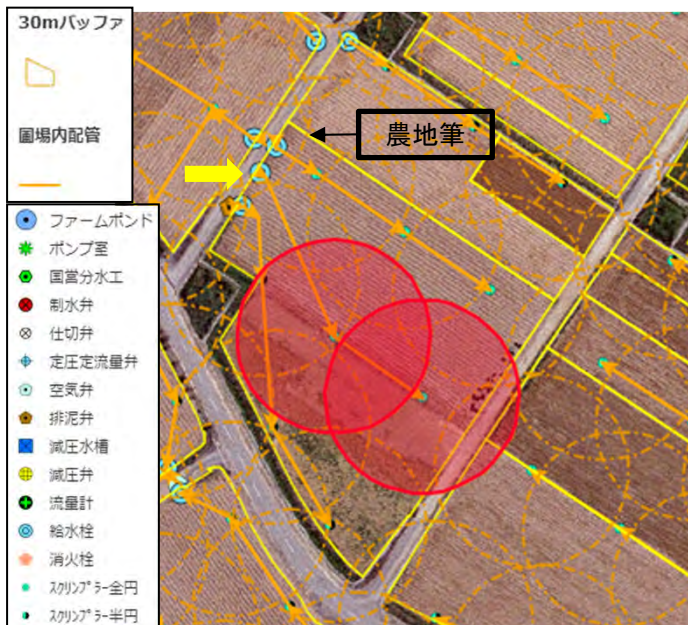 30mバッファ
圃場内配管
農地筆
ファームポンド
ポンプ室
国営分水工
制水弁
仕切弁
定圧定流量弁
空気弁
排泥弁
減圧水槽
減圧弁
流量計
給水栓
消火栓
スクリンプラー全円
スクリンプラー半円